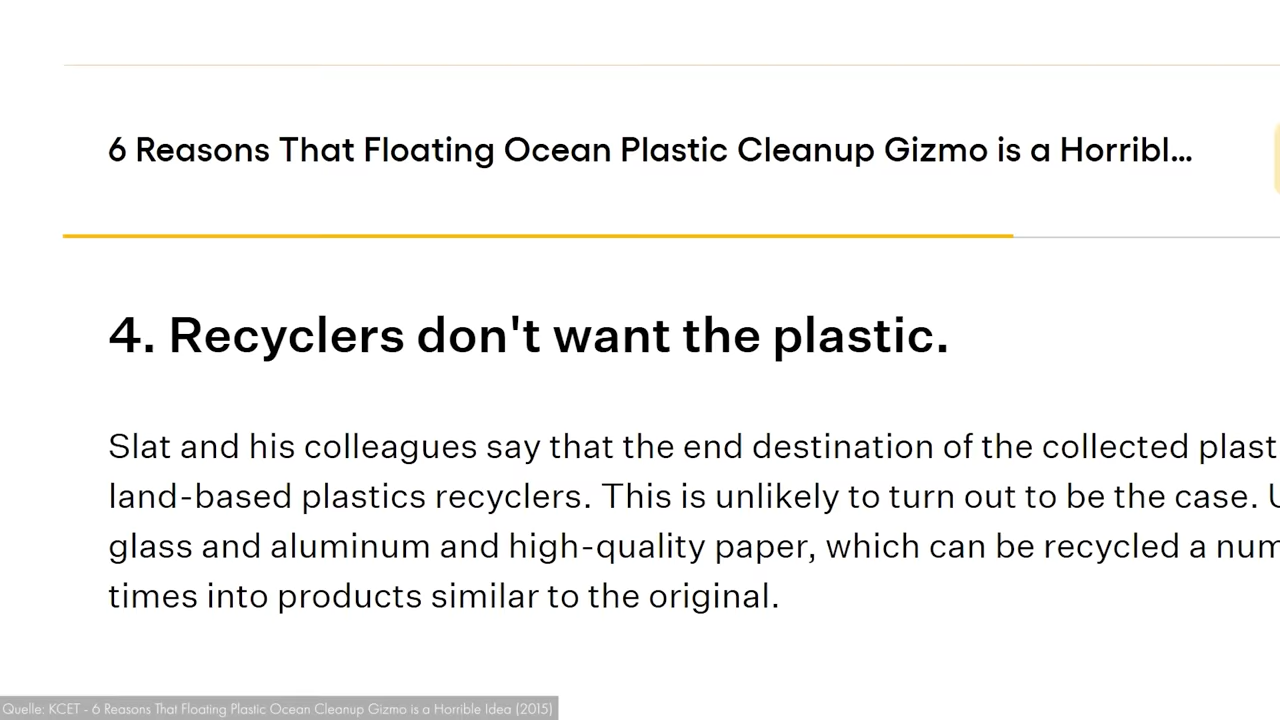 6 Reasons That Floating Ocean Plastic Cleanup Gizmo is a Horribl...
4. Recyclers don't want the plastic.
Slat and his colleagues say that the end destination of the collected plast
land-based plastics recyclers. This is unlikely to turn out to be the case. U
glass and aluminum and high-quality paper, which can be recycled a num
times into products similar to the original.
Quelle: KCET - 6 Reasons That Floating Plastic Ocean Cleanup Gizmo is a Horrible Idea (2015)